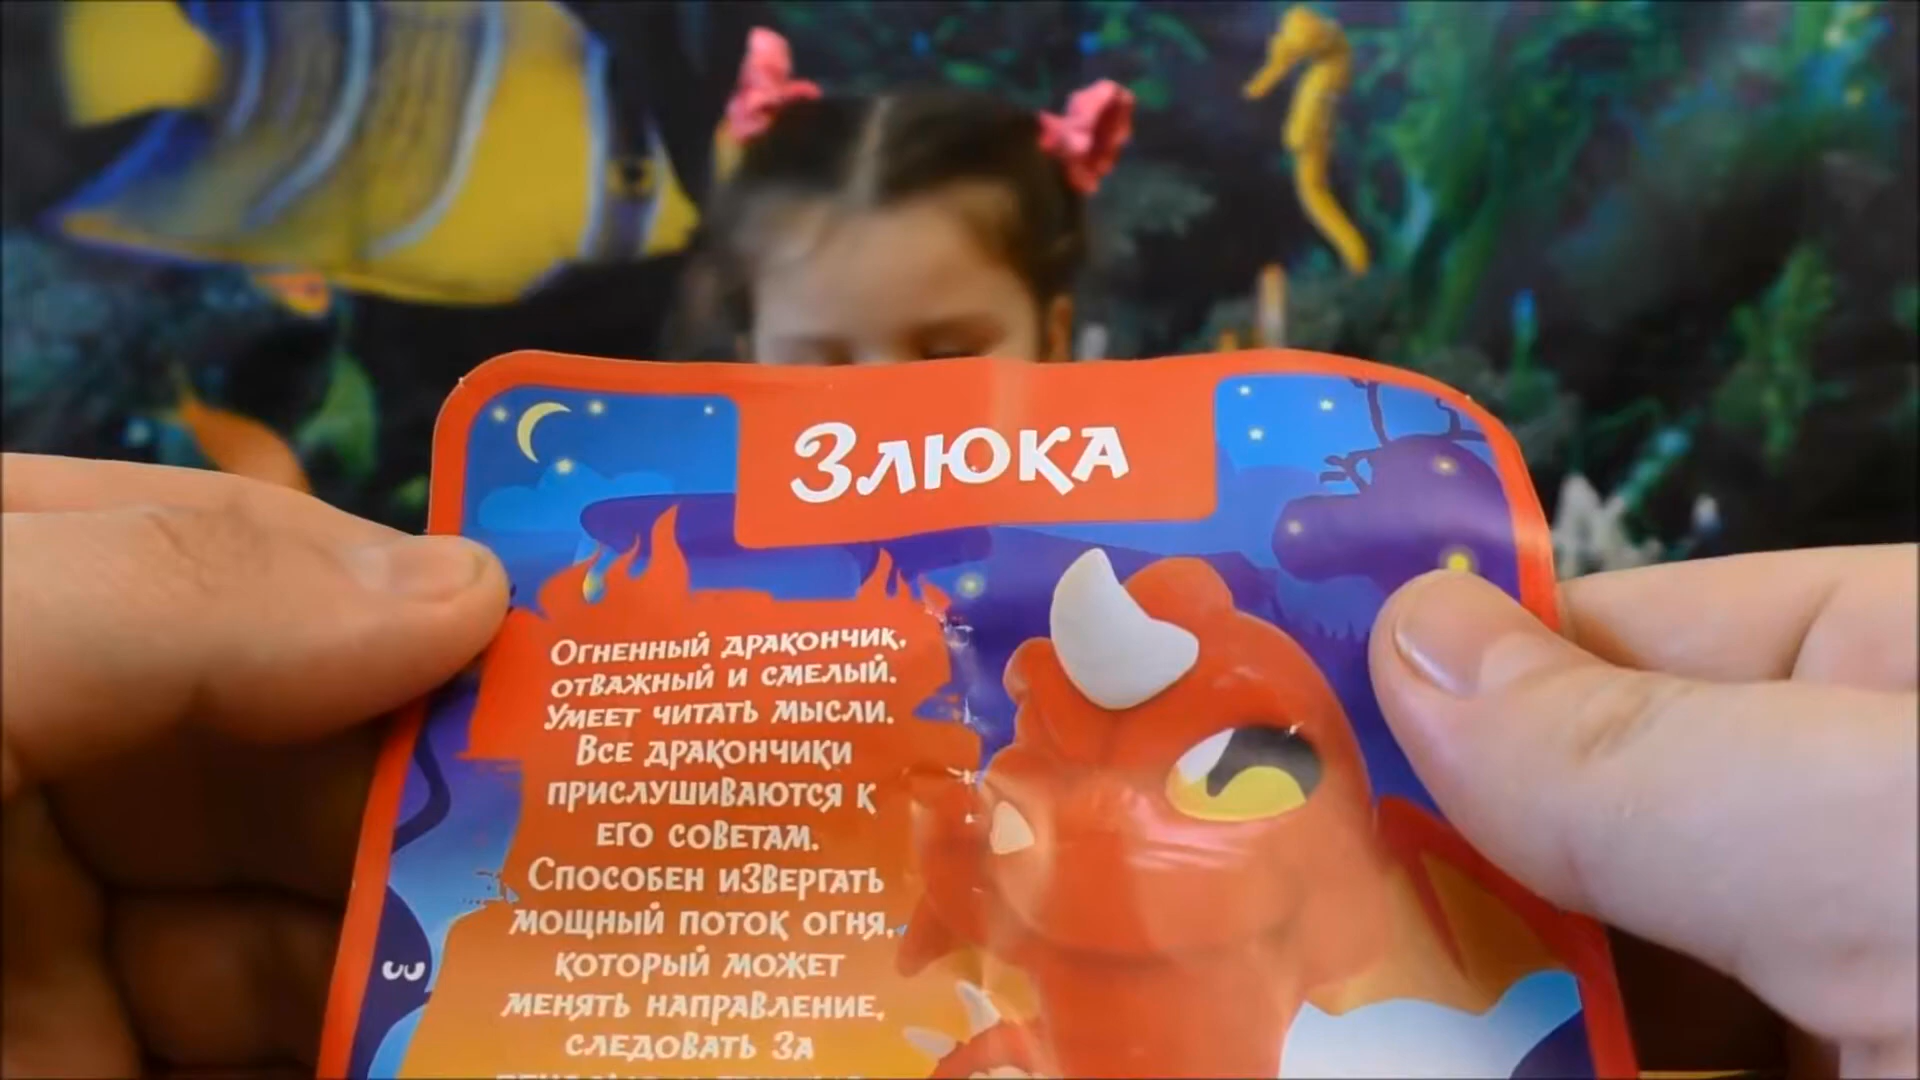 Злюка
Огненный дракончик,
отважный и смелый.
Умеет читать мысли.
Все дракончики
прислушиваются к
его советам.
Способен извергать
мощный поток огня,
который может
менять направление,
следовать за